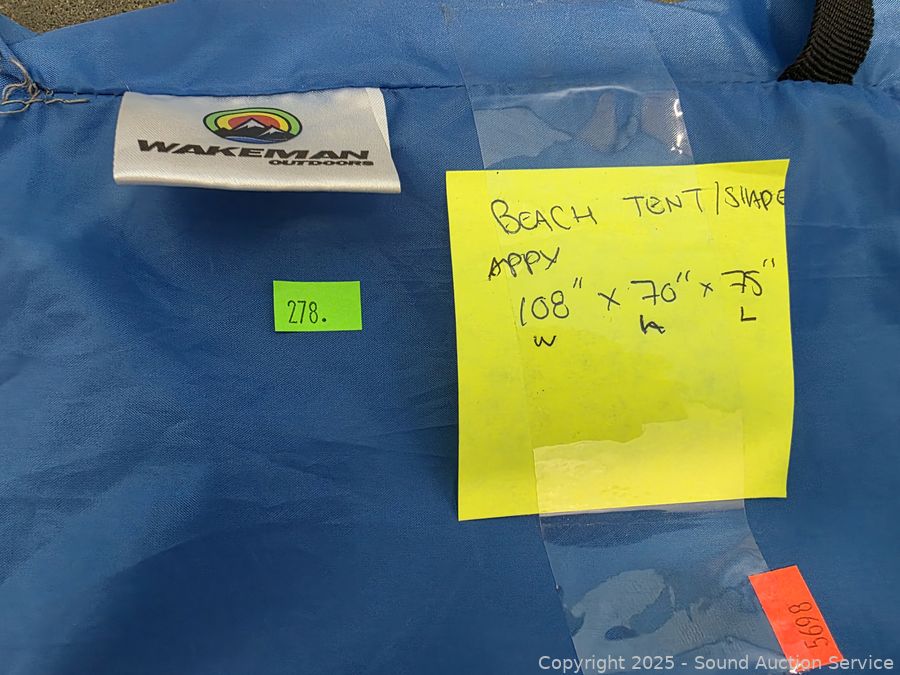 WAKEMAN
OUTDOORS
BEACH TENT/SHADE
APPX
108" x 70" x 75"
W h L
278.
5698
Copyright © 2025 - Sound Auction Service